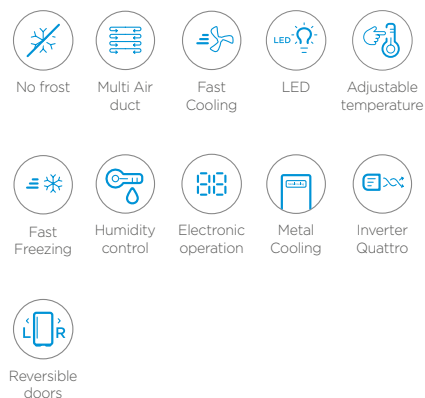 LED
No frost
Multi Air
duct
Fast
Cooling
LED
Adjustable
temperature
Fast
Freezing
Humidity
control
Electronic
operation
Metal
Cooling
Inverter
Quattro
L R
Reversible
doors